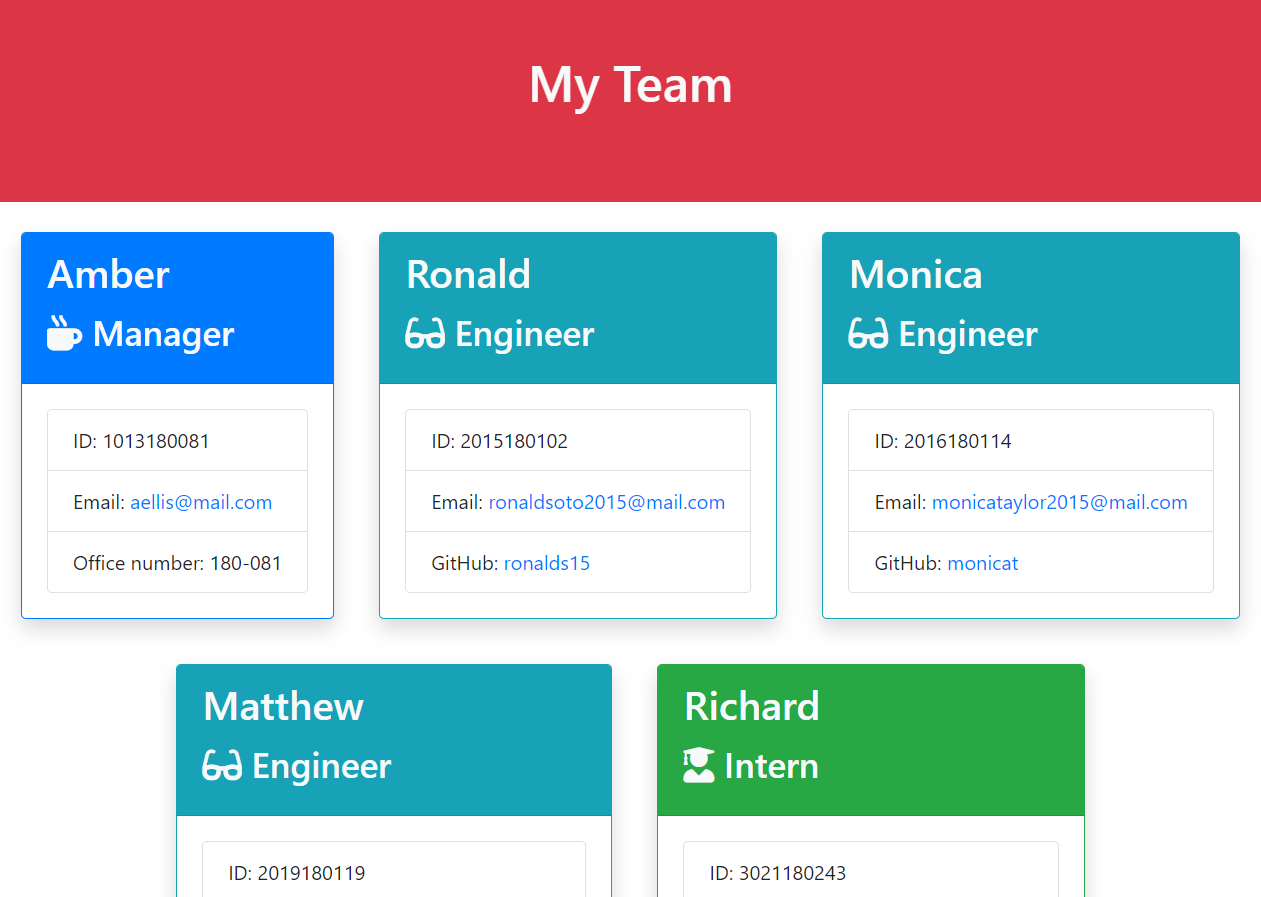 My Team
Amber
Manager
ID: 1013180081
Email: aellis@mail.com
Office number: 180-081
Ronald
Engineer
ID: 2015180102
Email: ronaldsoto2015@mail.com
GitHub: ronalds15
Monica
Engineer
ID: 2016180114
Email: monicataylor2015@mail.com
GitHub: monicat
Matthew
Engineer
ID: 2019180119
Richard
Intern
ID: 3021180243